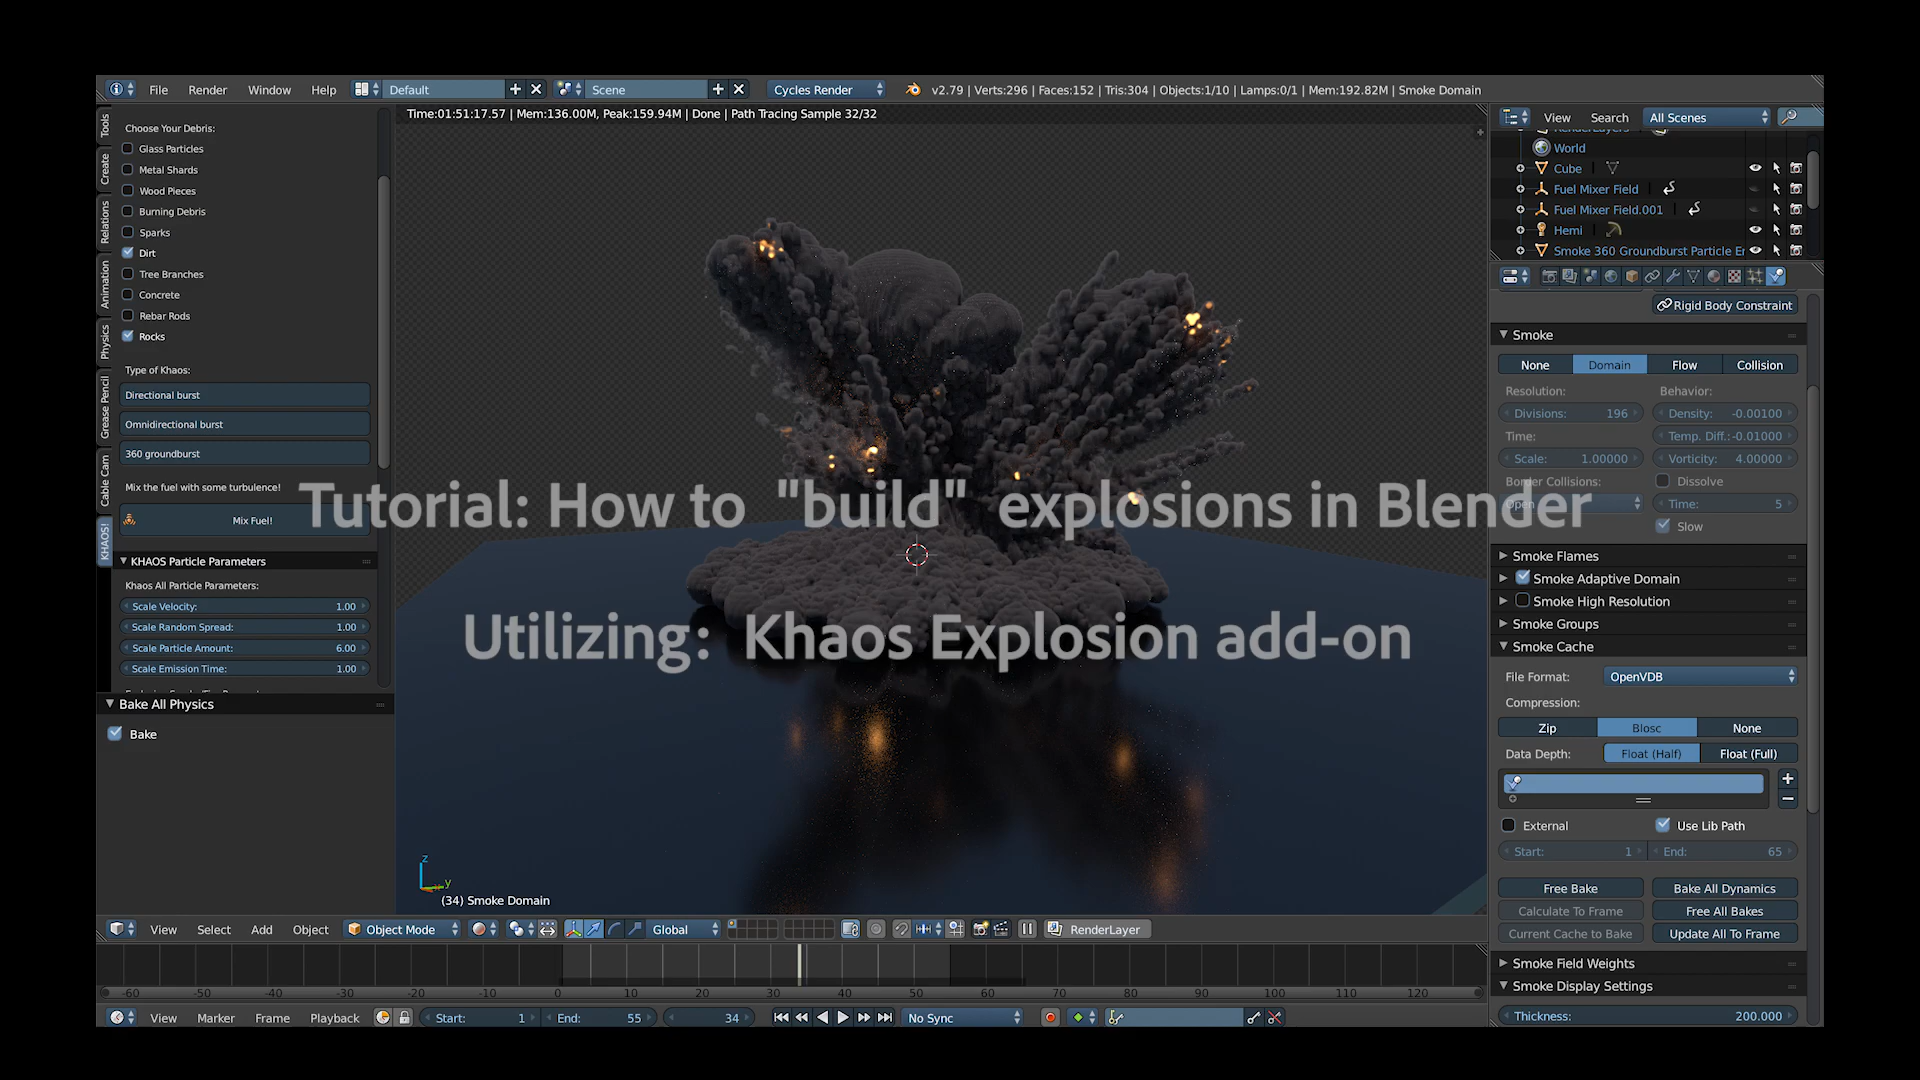 File Render Window Help Default Scene Cycles Render v2.79 | Verts:296 | Faces:152 | Tris:304 | Objects:1/10 | Lamps:0/1 | Mem:192.82M | Smoke Domain
Time:01:51:17.57 | Mem:136.00M, Peak:159.94M | Done | Path Tracing Sample 32/32
Tools
Create
Relations
Animation
Physics
Grease Pencil
Cable Cam
KHAOS!
Choose Your Debris:
Glass Particles
Metal Shards
Wood Pieces
Burning Debris
Sparks
Dirt
Tree Branches
Concrete
Rebar Rods
Rocks
Type of Khaos:
Directional burst
Omnidirectional burst
360 groundburst
Mix the fuel with some turbulence!
Mix Fuel!
KHAOS Particle Parameters
Khaos All Particle Parameters:
Scale Velocity: 1.00
Scale Random Spread: 1.00
Scale Particle Amount: 6.00
Scale Emission Time: 1.00
Bake All Physics
Bake
Tutorial: How to "build" explosions in Blender
Utilizing: Khaos Explosion add-on
z
y
(34) Smoke Domain
View Search All Scenes
RenderLayers
World
Cube
Fuel Mixer Field
Fuel Mixer Field.001
Hemi
Smoke 360 Groundburst Particle Er
Rigid Body Constraint
Smoke
None Domain Flow Collision
Resolution: Behavior:
Divisions: 196 Density: -0.00100
Time: Temp. Diff.:-0.01000
Scale: 1.00000 Vorticity: 4.00000
Border Collisions: Dissolve
Open Time: 5
Slow
Smoke Flames
Smoke Adaptive Domain
Smoke High Resolution
Smoke Groups
Smoke Cache
File Format: OpenVDB
Compression:
Zip Blosc None
Data Depth: Float (Half) Float (Full)
External Use Lib Path
Start: 1 End: 65
Free Bake Bake All Dynamics
Calculate To Frame Free All Bakes
Current Cache to Bake Update All To Frame
Smoke Field Weights
Smoke Display Settings
Thickness: 200.000
View Select Add Object Object Mode Global RenderLayer
-60 -50 -40 -30 -20 -10 0 10 20 30 40 50 60 70 80 90 100 110 120
View Marker Frame Playback Start: 1 End: 55 34 No Sync